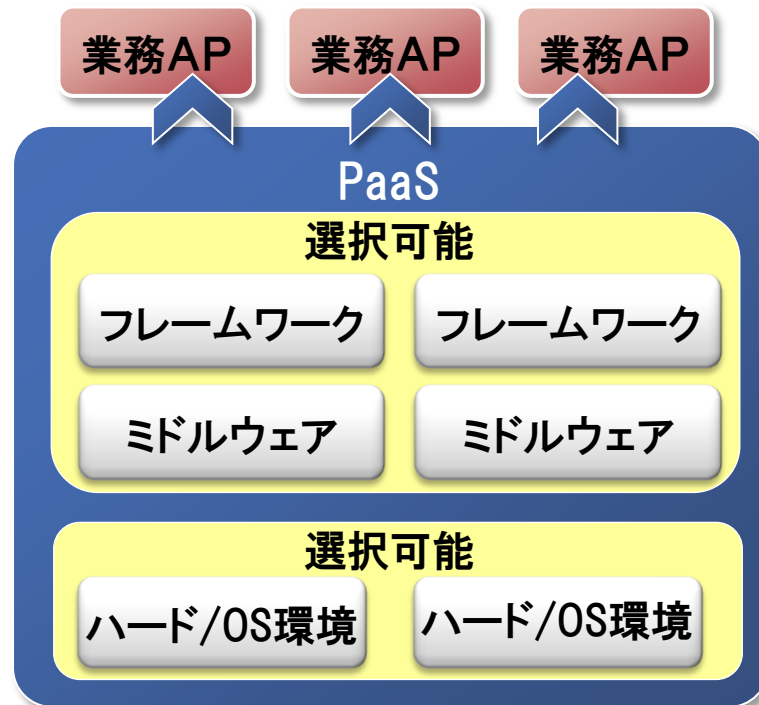 業務AP 業務AP 業務AP
PaaS
選択可能
フレームワーク フレームワーク
ミドルウェア ミドルウェア
選択可能
ハード/OS環境 ハード/OS環境